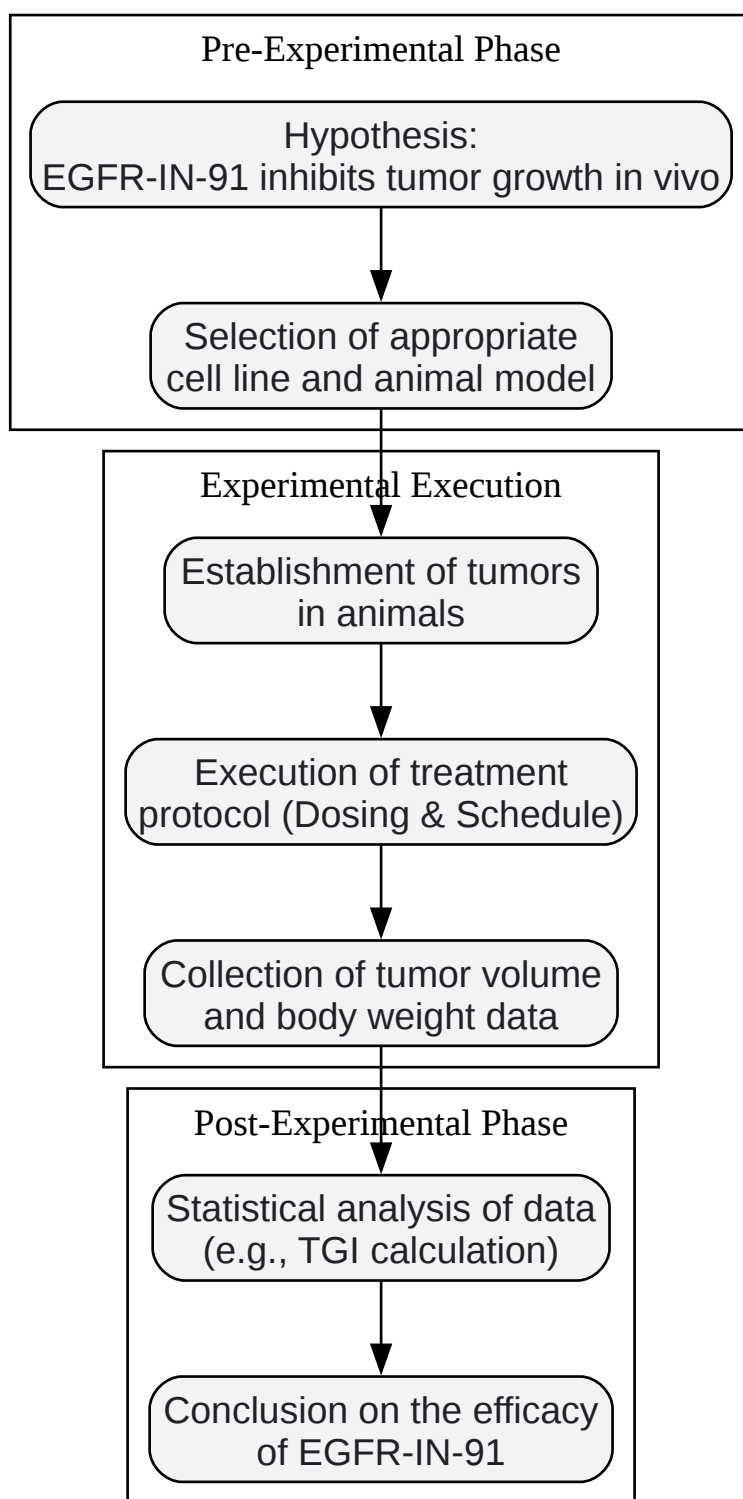 Pre-Experimental Phase
Hypothesis:
EGFR-IN-91 inhibits tumor growth in vivo
Selection of appropriate
cell line and animal model
Experimental Execution
Establishment of tumors
in animals
Execution of treatment
protocol (Dosing & Schedule)
Collection of tumor volume
and body weight data
Post-Experimental Phase
Statistical analysis of data
(e.g., TGI calculation)
Conclusion on the efficacy
of EGFR-IN-91